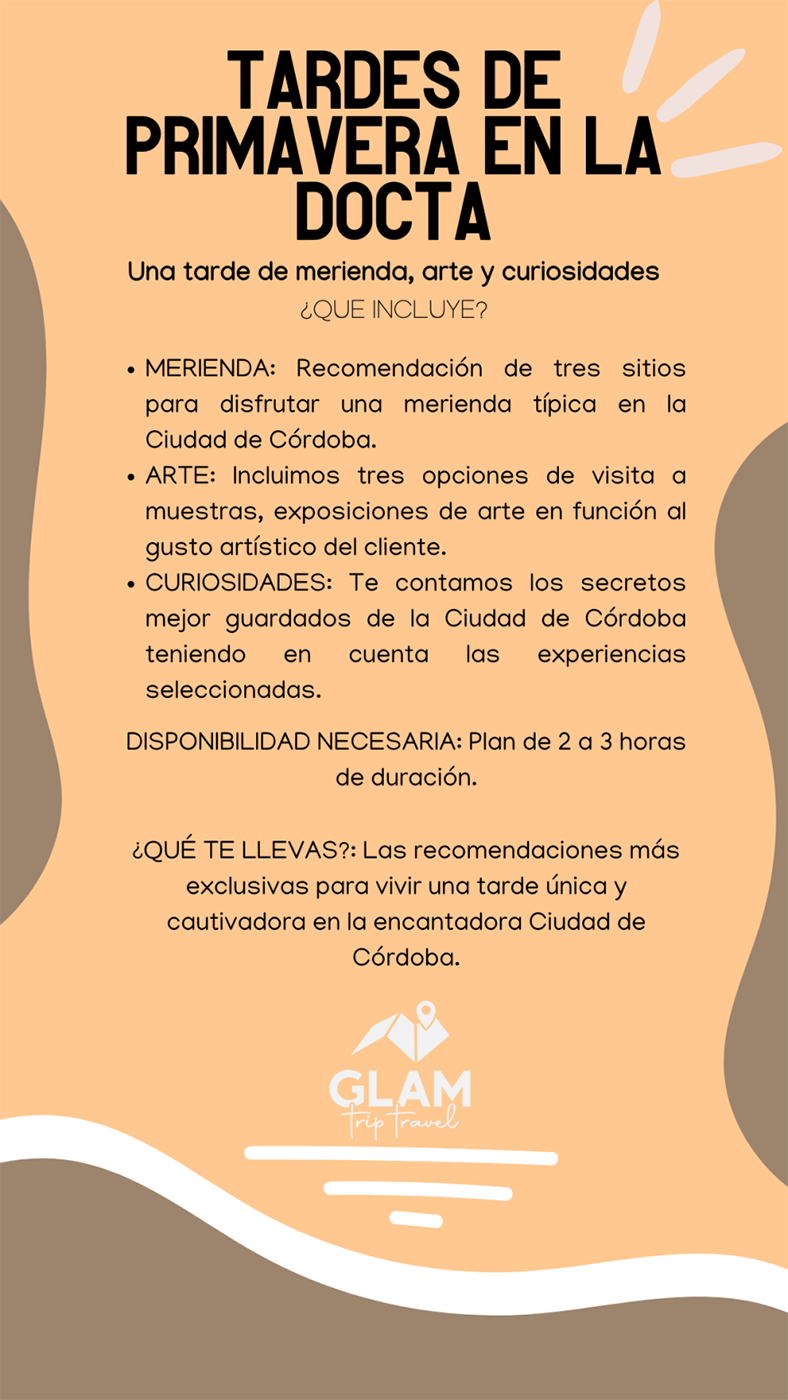 TARDES DE
PRIMAVERA EN LA
DOCTA
Una tarde de merienda, arte y curiosidades
¿QUE INCLUYE?
• MERIENDA: Recomendación de tres sitios
para disfrutar una merienda típica en la
Ciudad de Córdoba.
• ARTE: Incluimos tres opciones de visita a
muestras, exposiciones de arte en función al
gusto artístico del cliente.
• CURIOSIDADES: Te contamos los secretos
mejor guardados de la Ciudad de Córdoba
teniendo en cuenta las experiencias
seleccionadas.
DISPONIBILIDAD NECESARIA: Plan de 2 a 3 horas
de duración.
¿QUÉ TE LLEVAS?: Las recomendaciones más
exclusivas para vivir una tarde única y
cautivadora en la encantadora Ciudad de
Córdoba.
GLAM
trip travel